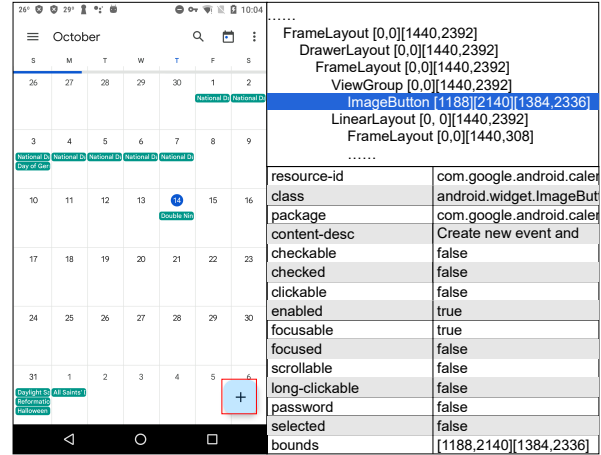 26° 29° 10:04
October
S M T W T F S
26 27 28 29 30 1 2
National Da National Da
3 4 5 6 7 8 9
National Da National Da National Da National Da National Da
Day of Ger
10 11 12 13 14 15 16
Double Nin
17 18 19 20 21 22 23
24 25 26 27 28 29 30
31 1 2 3 4 5 6
Daylight Sa All Saints' I
Reformatio
Halloween
+
......
FrameLayout [0,0][1440,2392]
DrawerLayout [0,0][1440,2392]
FrameLayout [0,0][1440,2392]
ViewGroup [0,0][1440,2392]
ImageButton [1188][2140][1384,2336]
LinearLayout [0, 0][1440,2392]
FrameLayout [0,0][1440,308]
......
resource-id com.google.android.caler
class android.widget.ImageBut
package com.google.android.caler
content-desc Create new event and
checkable false
checked false
clickable false
enabled true
focusable true
focused false
scrollable false
long-clickable false
password false
selected false
bounds [1188,2140][1384,2336]